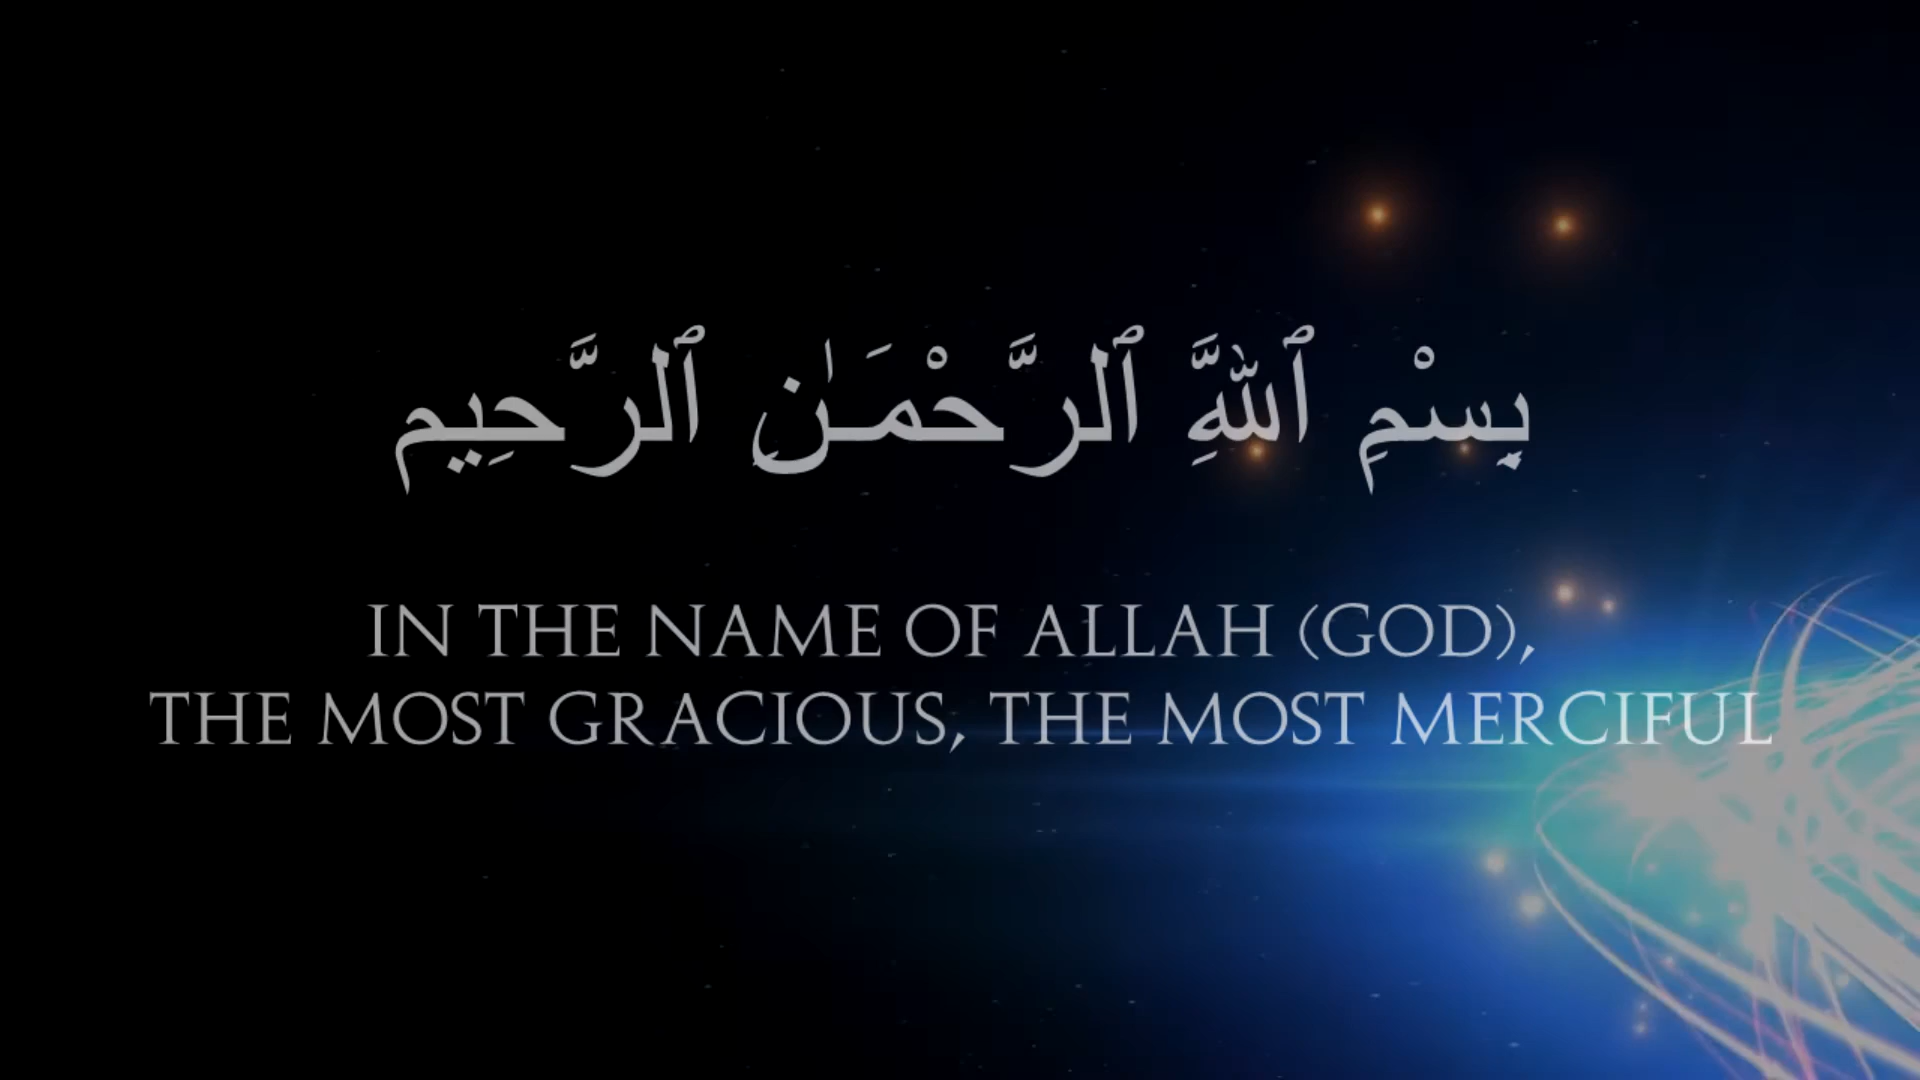 بِسْمِ ٱللَّهِ ٱلرَّحْمَـٰنِ ٱلرَّحِيم
IN THE NAME OF ALLAH (GOD),
THE MOST GRACIOUS, THE MOST MERCIFUL